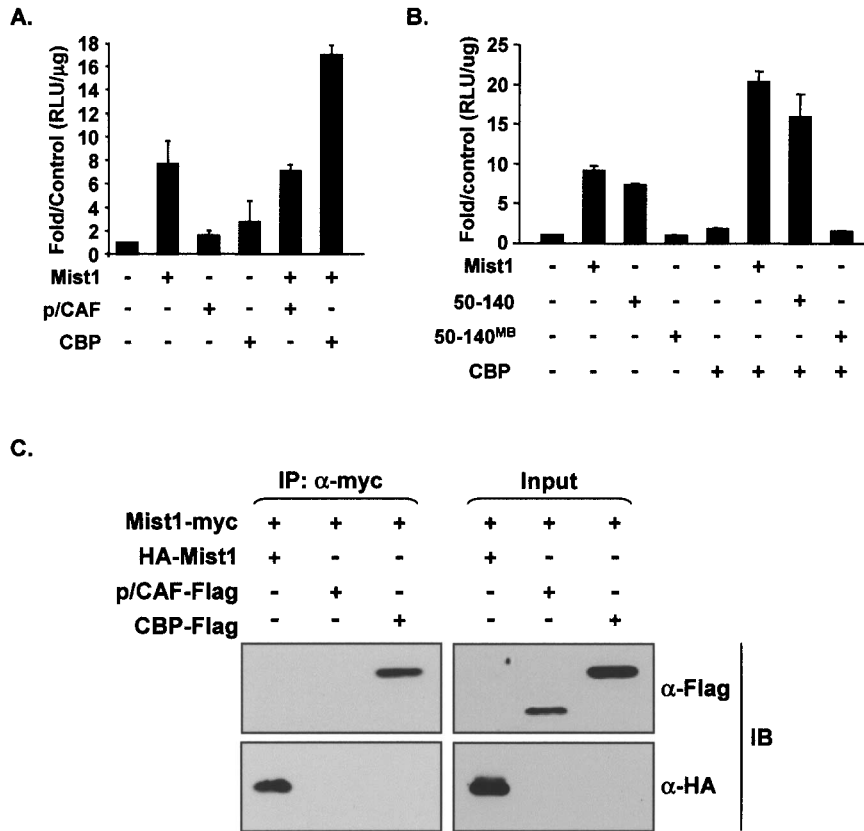 A.
Fold/Control (RLU/µg)
18
16
14
12
10
8
6
4
2
0
Mist1 - + - - + +
p/CAF - - + - + -
CBP - - - + - +
B.
Fold/control (RLU/ug)
25
20
15
10
5
0
Mist1 - + - - - + - -
50-140 - - + - - - + -
50-140MB - - - + - - - +
CBP - - - - + + + +
C.
IP: α-myc Input
Mist1-myc + + + + + +
HA-Mist1 + - - + - -
p/CAF-Flag - + - - + -
CBP-Flag - - + - - +
α-Flag
α-HA
IB